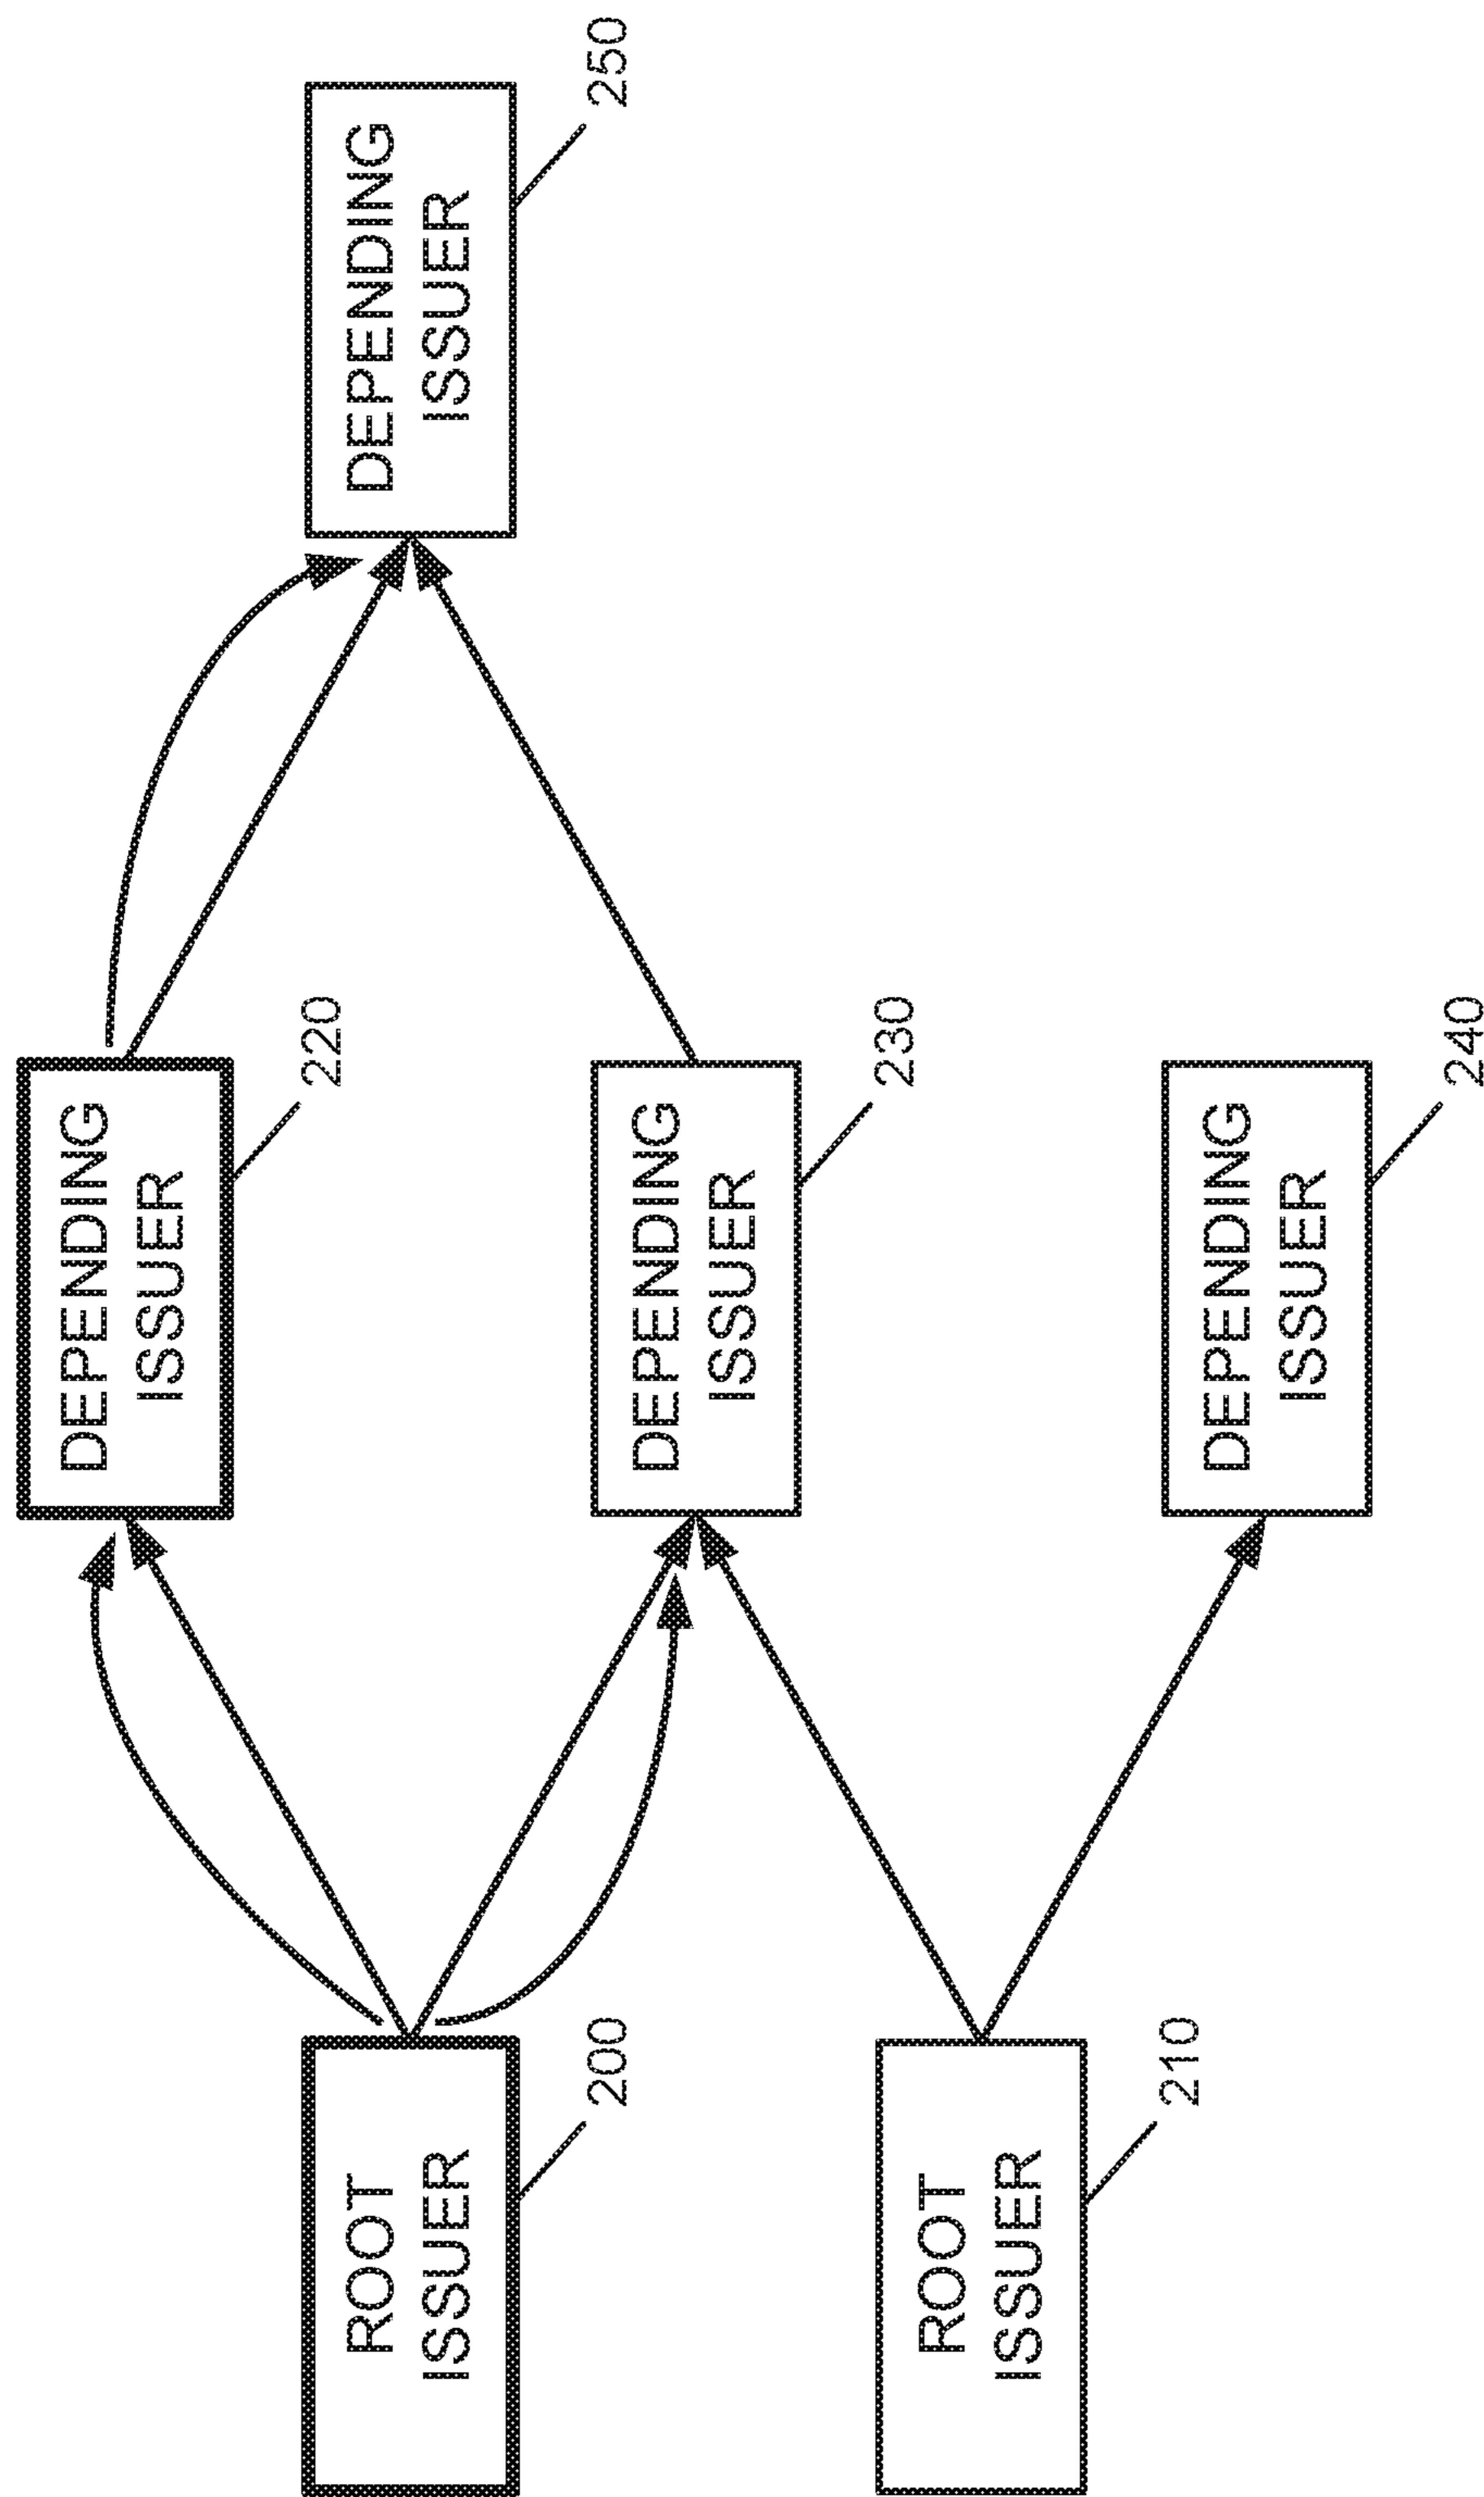 DEPENDING
ISSUER
220
ROOT
ISSUER
200
DEPENDING
ISSUER
250
DEPENDING
ISSUER
230
ROOT
ISSUER
210
DEPENDING
ISSUER
240